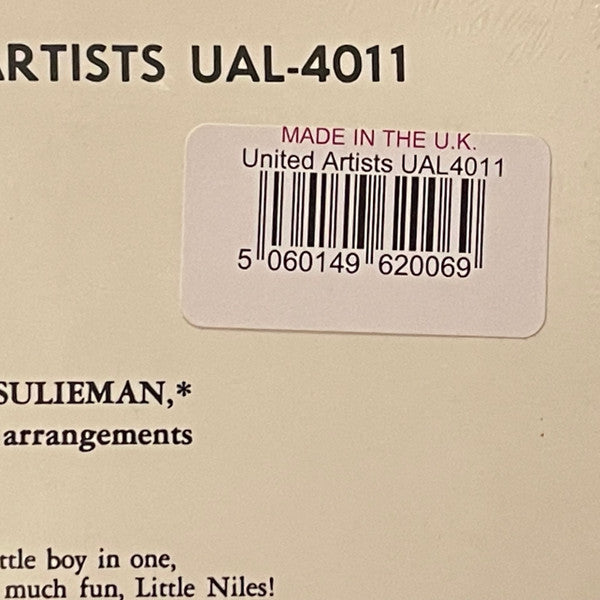 ARTISTS UAL-4011
MADE IN THE U.K.
United Artists UAL4011
5 060149 620069
SULIEMAN,*
arrangements
ttle boy in one,
much fun, Little Niles!